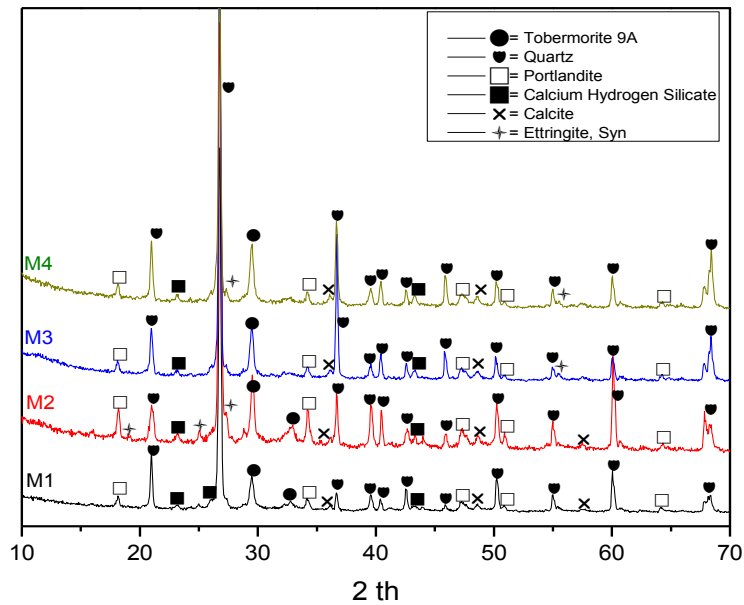 = Tobermorite 9A
= Quartz
= Portlandite
= Calcium Hydrogen Silicate
= Calcite
= Ettringite, Syn
M4
M3
M2
M1
10 20 30 40 50 60 70
2 th